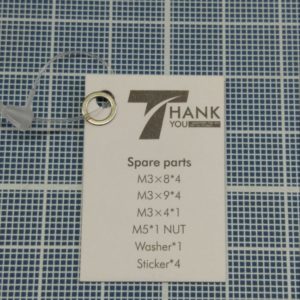 THANK
YOU
Spare parts
M3×8*4
M3×9*4
M3×4*1
M5*1 NUT
Washer*1
Sticker*4